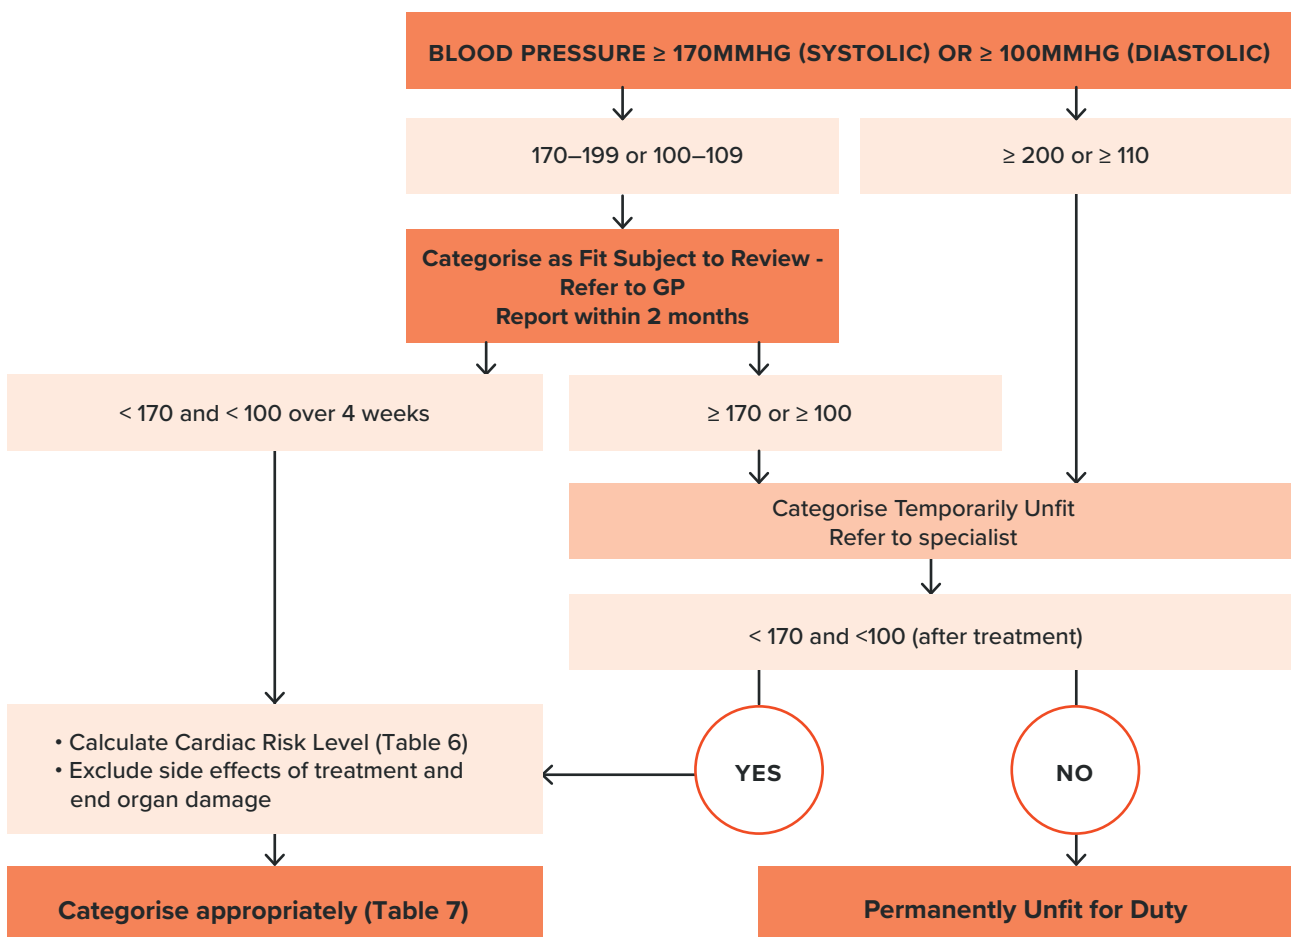 BLOOD PRESSURE ≥ 170MMHG (SYSTOLIC) OR ≥ 100MMHG (DIASTOLIC)
170–199 or 100–109
≥ 200 or ≥ 110
Categorise as Fit Subject to Review -
Refer to GP
Report within 2 months
< 170 and < 100 over 4 weeks
≥ 170 or ≥ 100
Categorise Temporarily Unfit
Refer to specialist
< 170 and <100 (after treatment)
• Calculate Cardiac Risk Level (Table 6)
• Exclude side effects of treatment and
end organ damage
YES
NO
Categorise appropriately (Table 7)
Permanently Unfit for Duty